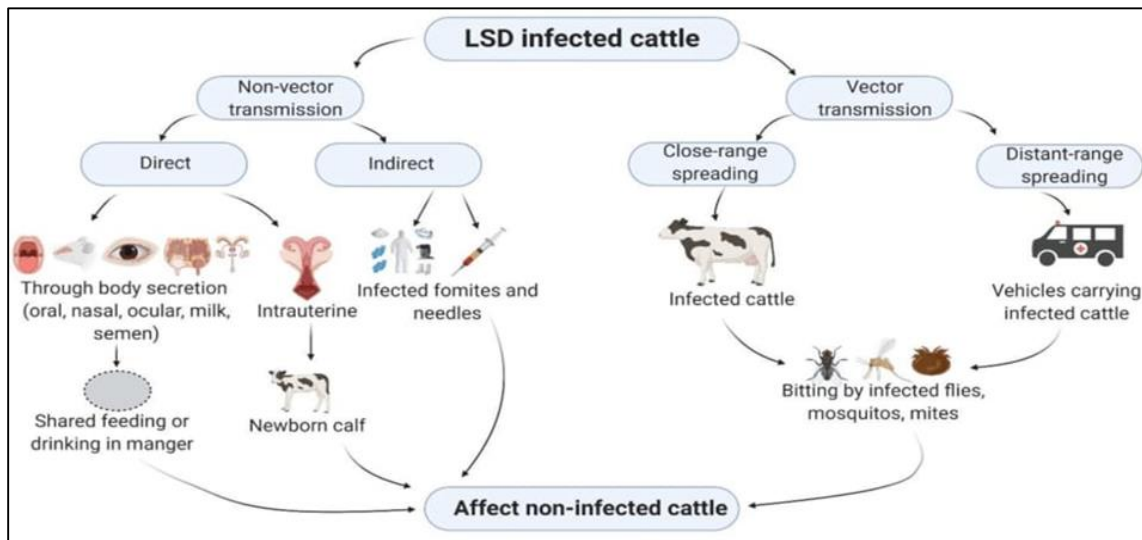 LSD infected cattle
Non-vector
transmission
Vector
transmission
Direct
Indirect
Close-range
spreading
Distant-range
spreading
Through body secretion
(oral, nasal, ocular, milk,
semen)
Intrauterine
Infected fomites and
needles
Infected cattle
Vehicles carrying
infected cattle
Shared feeding or
drinking in manger
Newborn calf
Bitting by infected flies,
mosquitos, mites
Affect non-infected cattle